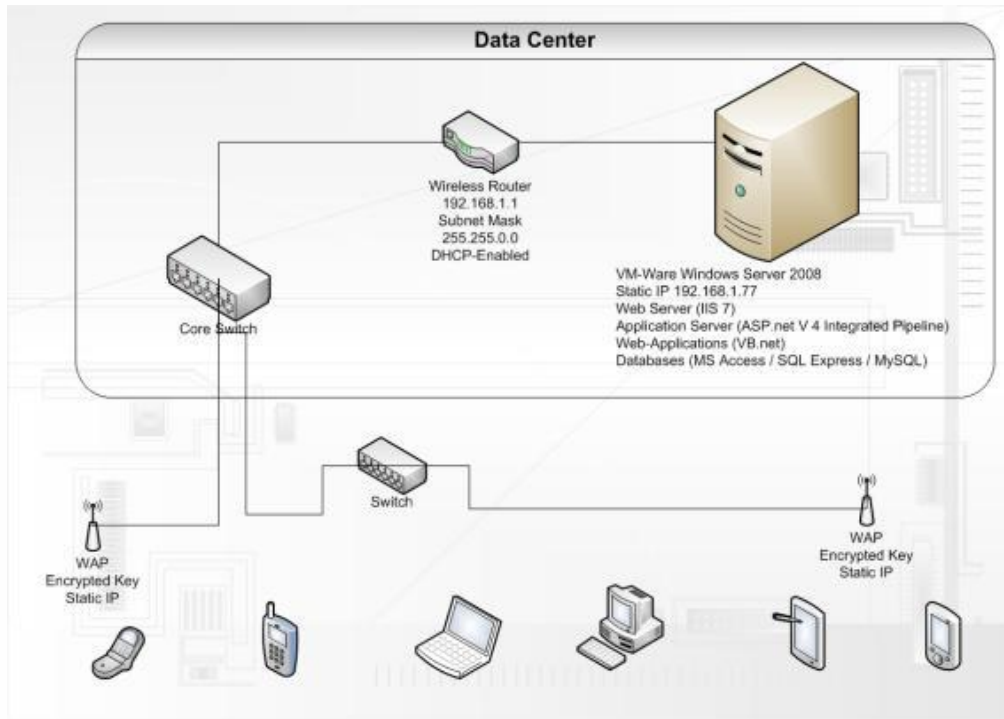 Data Center
Wireless Router
192.168.1.1
Subnet Mask
255.255.0.0
DHCP-Enabled
VM-Ware Windows Server 2008
Static IP 192.168.1.77
Web Server (IIS 7)
Application Server (ASP.net V 4 Integrated Pipeline)
Web-Applications (VB.net)
Databases (MS Access / SQL Express / MySQL)
Core Switch
Switch
WAP
Encrypted Key
Static IP
WAP
Encrypted Key
Static IP